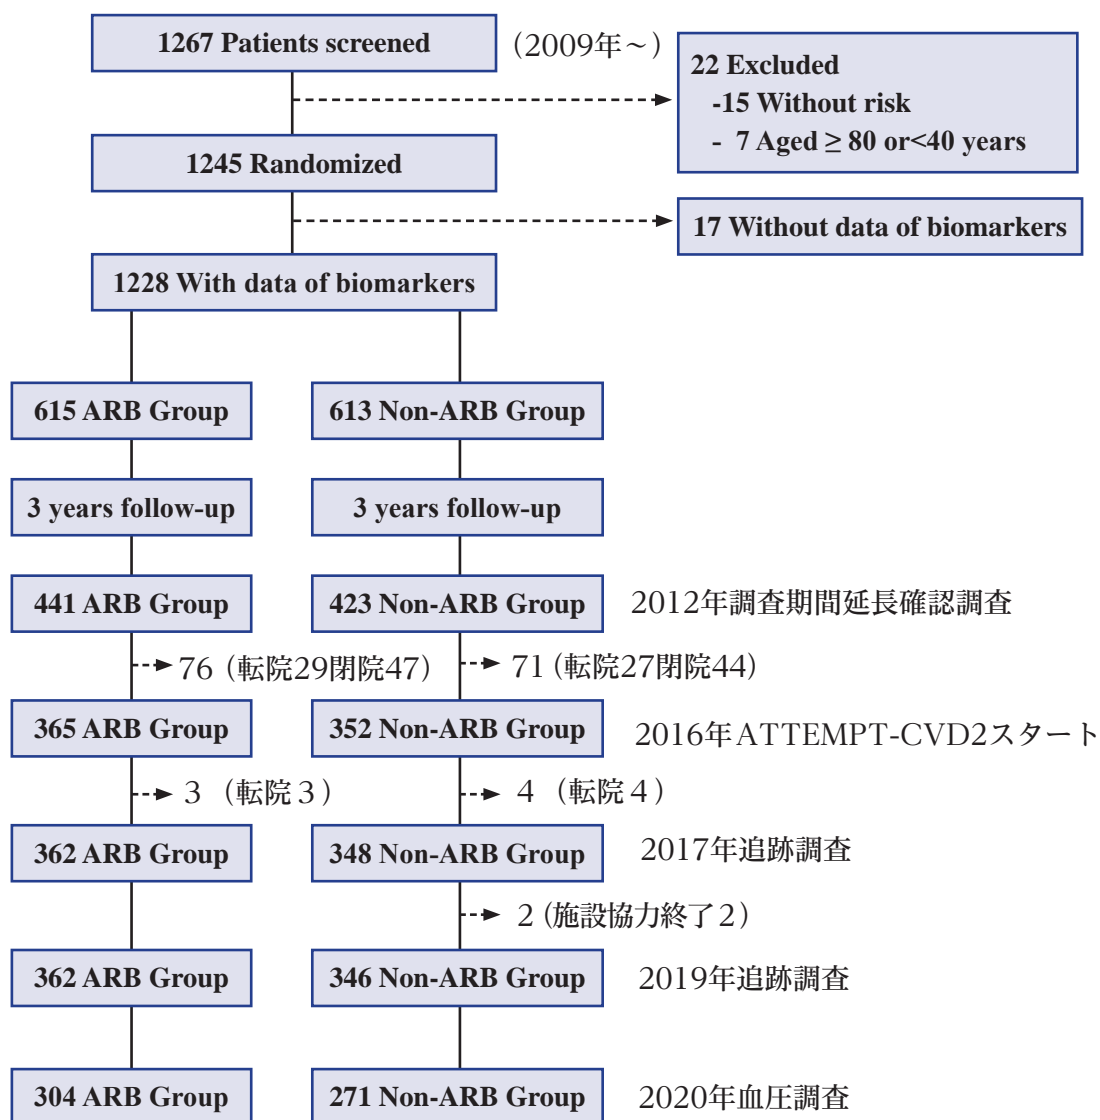 1267 Patients screened
(2009年～)
22 Excluded
-15 Without risk
- 7 Aged ≥ 80 or<40 years
1245 Randomized
17 Without data of biomarkers
1228 With data of biomarkers
615 ARB Group
613 Non-ARB Group
3 years follow-up
3 years follow-up
441 ARB Group
423 Non-ARB Group
2012年調査期間延長確認調査
76（転院29閉院47）
71（転院27閉院44）
365 ARB Group
352 Non-ARB Group
2016年ATTEMPT-CVD2スタート
3 （転院３）
4 （転院４）
362 ARB Group
348 Non-ARB Group
2017年追跡調査
2（施設協力終了2）
362 ARB Group
346 Non-ARB Group
2019年追跡調査
304 ARB Group
271 Non-ARB Group
2020年血圧調査